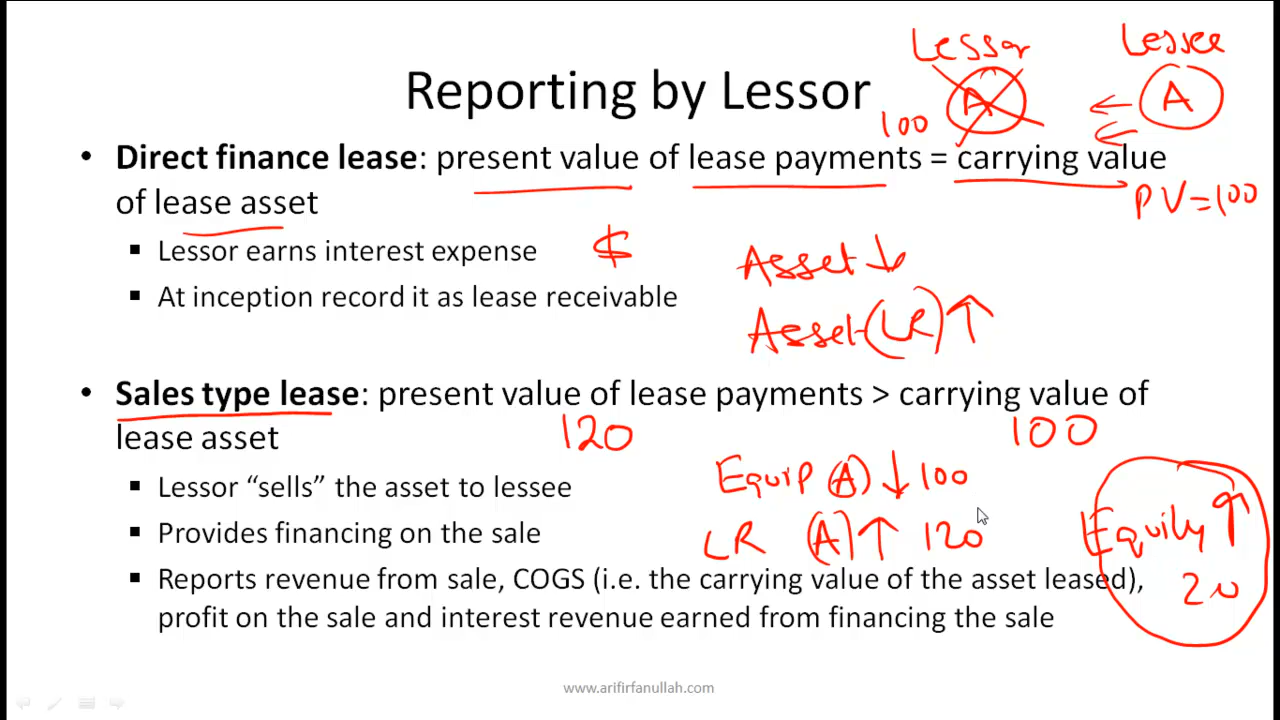 Lessor
Lessee
Reporting by Lessor
A
A
100
• Direct finance lease: present value of lease payments = carrying value
of lease asset
PV=100
▪ Lessor earns interest expense
$
Asset ↓
▪ At inception record it as lease receivable
Asset (LR) ↑
• Sales type lease: present value of lease payments > carrying value of
lease asset
120
100
▪ Lessor “sells” the asset to lessee
Equip (A) ↓ 100
▪ Provides financing on the sale
LR (A) ↑ 120
Equity ↑
20
▪ Reports revenue from sale, COGS (i.e. the carrying value of the asset leased),
profit on the sale and interest revenue earned from financing the sale
www.arifirfanullah.com